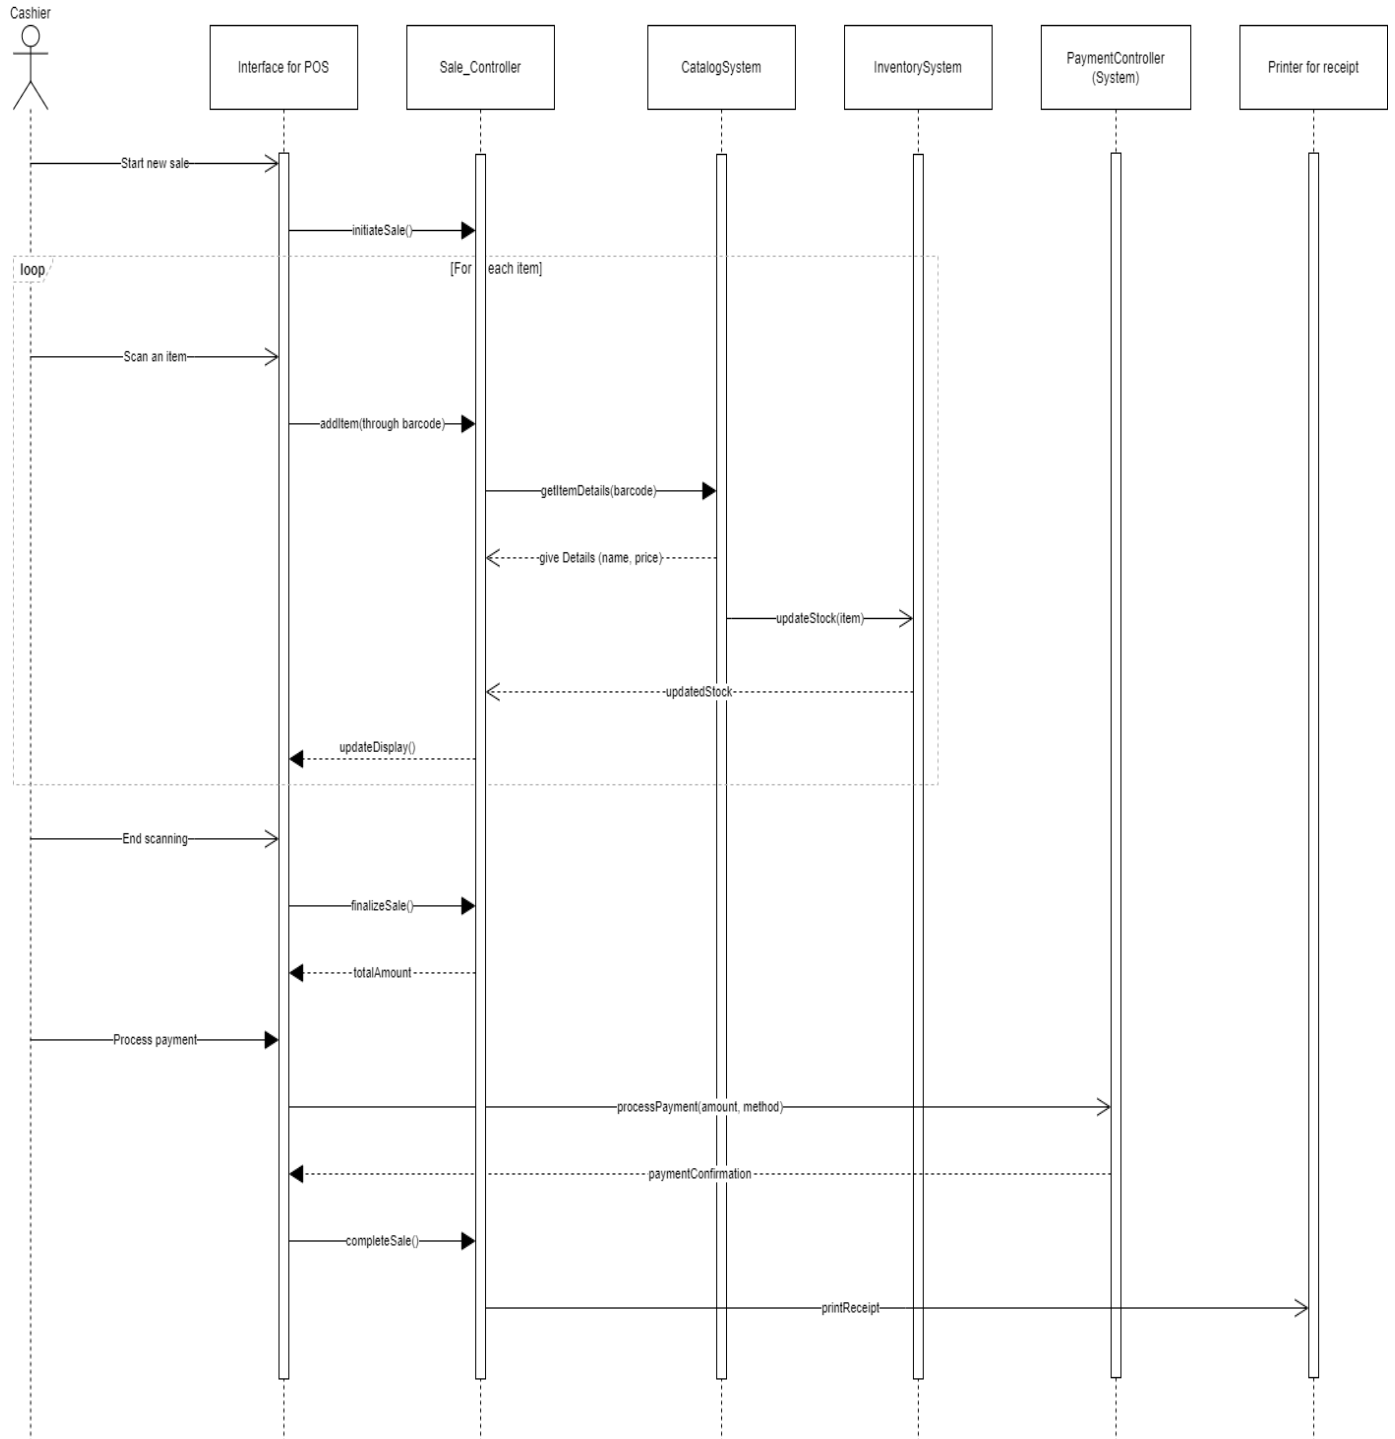 Cashier
Interface for POS
Sale_Controller
CatalogSystem
InventorySystem
PaymentController
(System)
Printer for receipt
Start new sale
initiateSale()
loop
[For each item]
Scan an item
addItem(through barcode)
getItemDetails(barcode)
give Details (name, price)
updateStock(item)
updatedStock
updateDisplay()
End scanning
finalizeSale()
totalAmount
Process payment
processPayment(amount, method)
paymentConfirmation
completeSale()
printReceipt